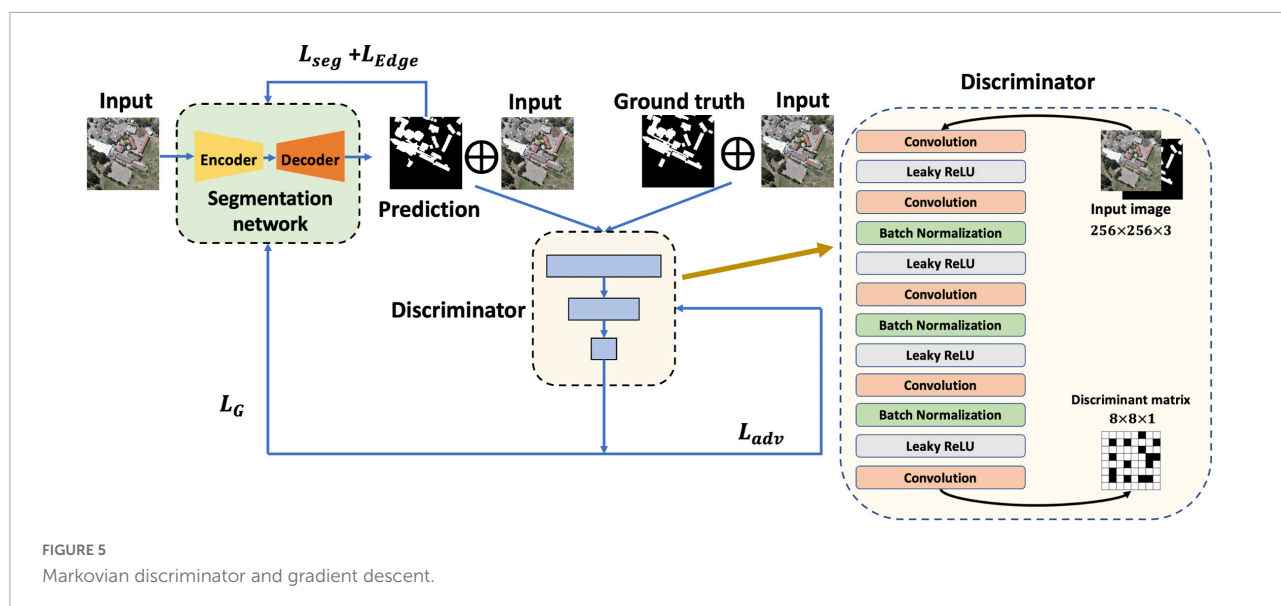 L_seg +L_Edge
Input
Encoder
Decoder
Segmentation
network
Prediction
Input
Ground truth
Input
Discriminator
L_G
L_adv
Discriminator
Convolution
Leaky ReLU
Convolution
Batch Normalization
Leaky ReLU
Convolution
Batch Normalization
Leaky ReLU
Convolution
Batch Normalization
Leaky ReLU
Convolution
Input image
256×256×3
Discriminant matrix
8×8×1
FIGURE 5
Markovian discriminator and gradient descent.